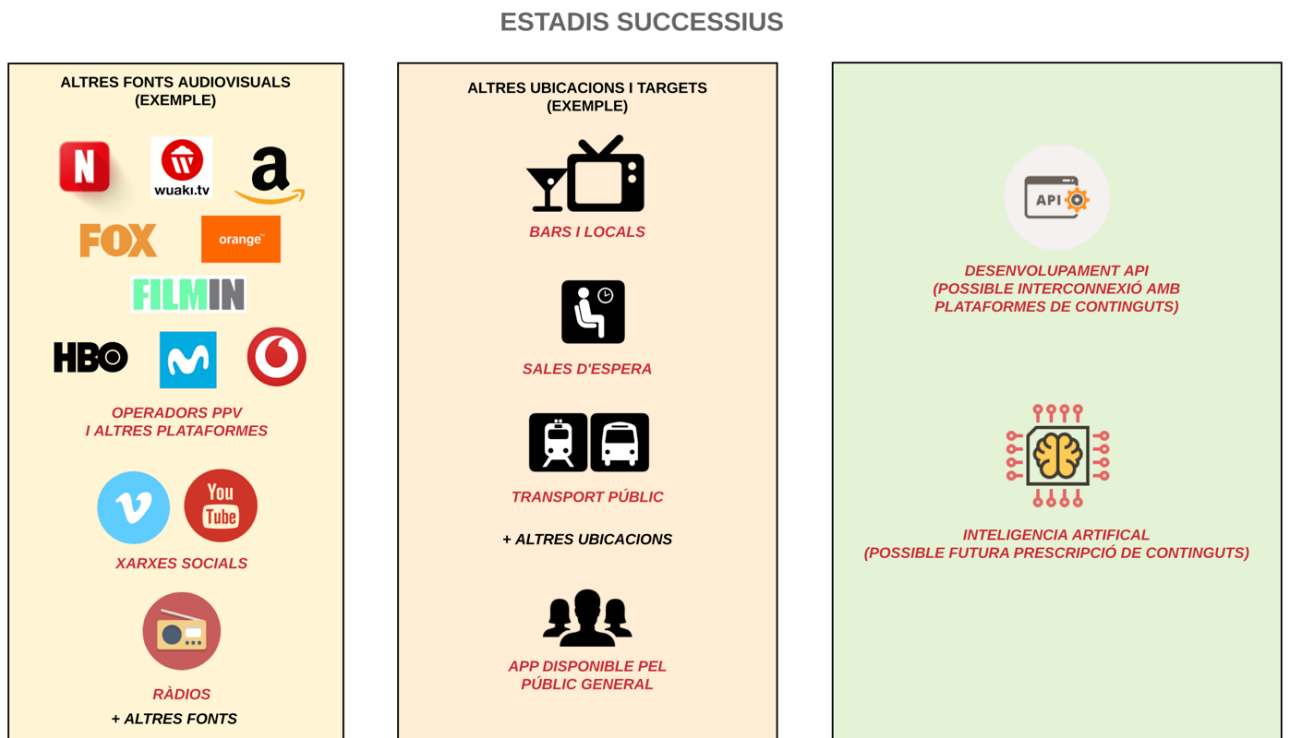 ESTADIS SUCCESSIUS
ALTRES FONTS AUDIOVISUALS
(EXEMPLE)
N
wuaki.tv
a
FOX
orange™
FILMIN
HBO
OPERADORS PPV
I ALTRES PLATAFORMES
You
Tube
XARXES SOCIALS
RÀDIOS
+ ALTRES FONTS
ALTRES UBICACIONS I TARGETS
(EXEMPLE)
BARS I LOCALS
SALES D'ESPERA
TRANSPORT PÚBLIC
+ ALTRES UBICACIONS
APP DISPONIBLE PEL
PÚBLIC GENERAL
API
DESENVOLUPAMENT API
(POSSIBLE INTERCONNEXIÓ AMB
PLATAFORMES DE CONTINGUTS)
INTELIGENCIA ARTIFICAL
(POSSIBLE FUTURA PRESCRIPCIÓ DE CONTINGUTS)